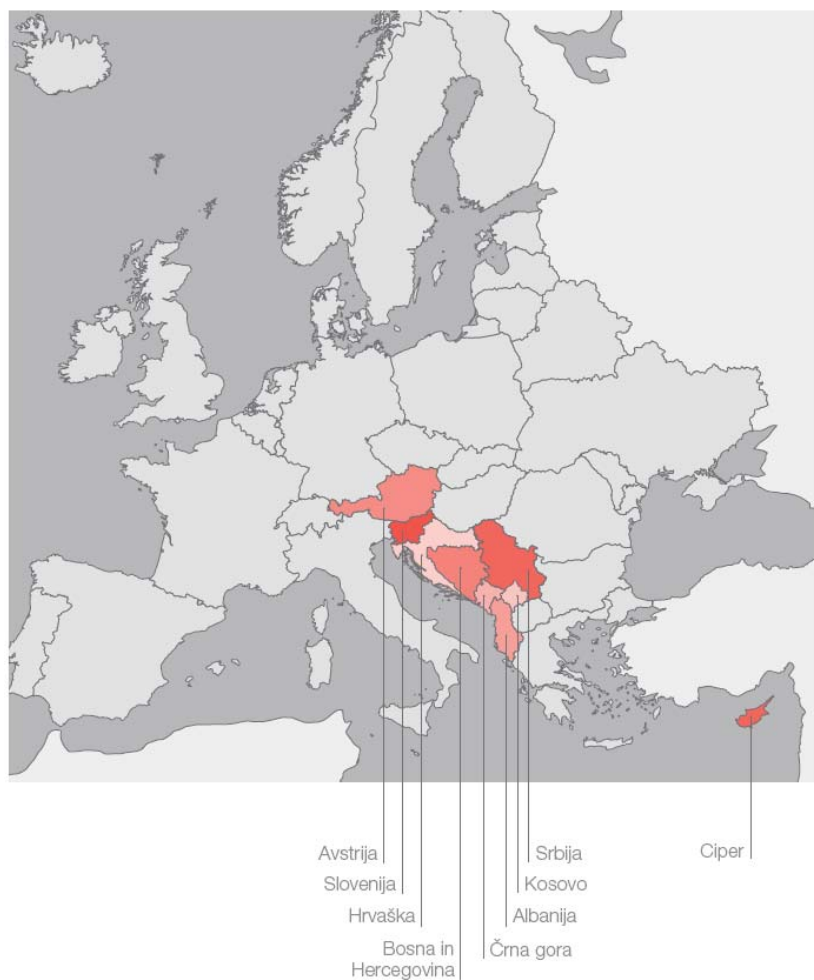 Avstrija
Srbija
Ciper
Slovenija
Kosovo
Hrvaška
Albanija
Bosna in
Hercegovina
Črna gora